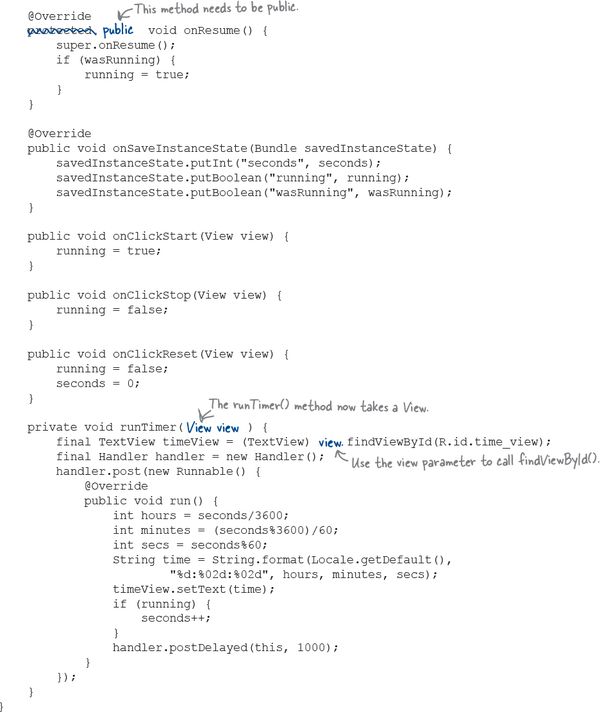 This method needs to be public.
@Override
protected public void onResume() {
super.onResume();
if (wasRunning) {
running = true;
}
}
@Override
public void onSaveInstanceState(Bundle savedInstanceState) {
savedInstanceState.putInt("seconds", seconds);
savedInstanceState.putBoolean("running", running);
savedInstanceState.putBoolean("wasRunning", wasRunning);
}
public void onClickStart(View view) {
running = true;
}
public void onClickStop(View view) {
running = false;
}
public void onClickReset(View view) {
running = false;
seconds = 0;
}
The runTimer() method now takes a View.
private void runTimer(View view ) {
final TextView timeView = (TextView) view.findViewById(R.id.time_view);
final Handler handler = new Handler();
Use the view parameter to call findViewById().
handler.post(new Runnable() {
@Override
public void run() {
int hours = seconds/3600;
int minutes = (seconds%3600)/60;
int secs = seconds%60;
String time = String.format(Locale.getDefault(),
"%d:%02d:%02d", hours, minutes, secs);
timeView.setText(time);
if (running) {
seconds++;
}
handler.postDelayed(this, 1000);
}
});
}
}